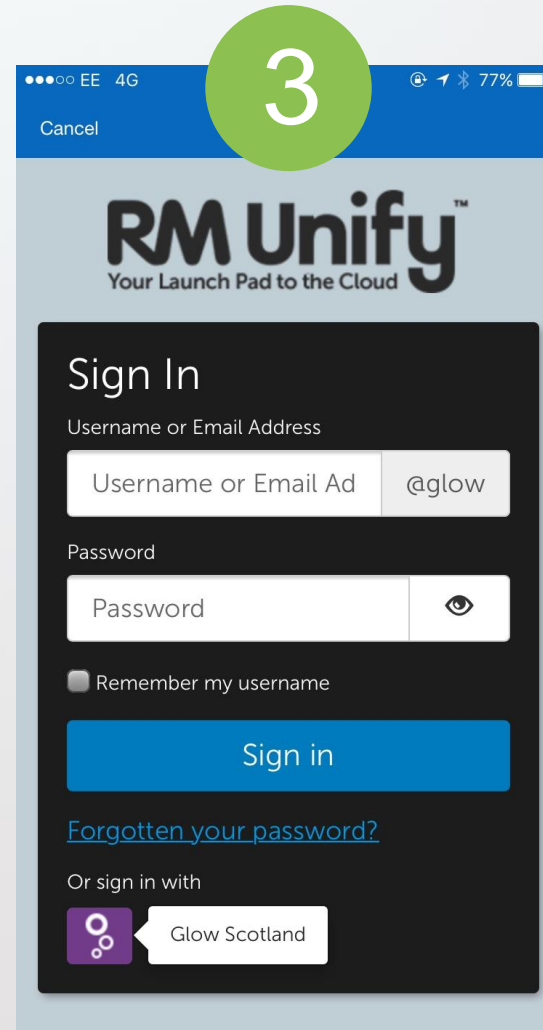 3
EE 4G 77%
Cancel
RM Unify™
Your Launch Pad to the Cloud
Sign In
Username or Email Address
Username or Email Ad @glow
Password
Password
Remember my username
Sign in
Forgotten your password?
Or sign in with
Glow Scotland